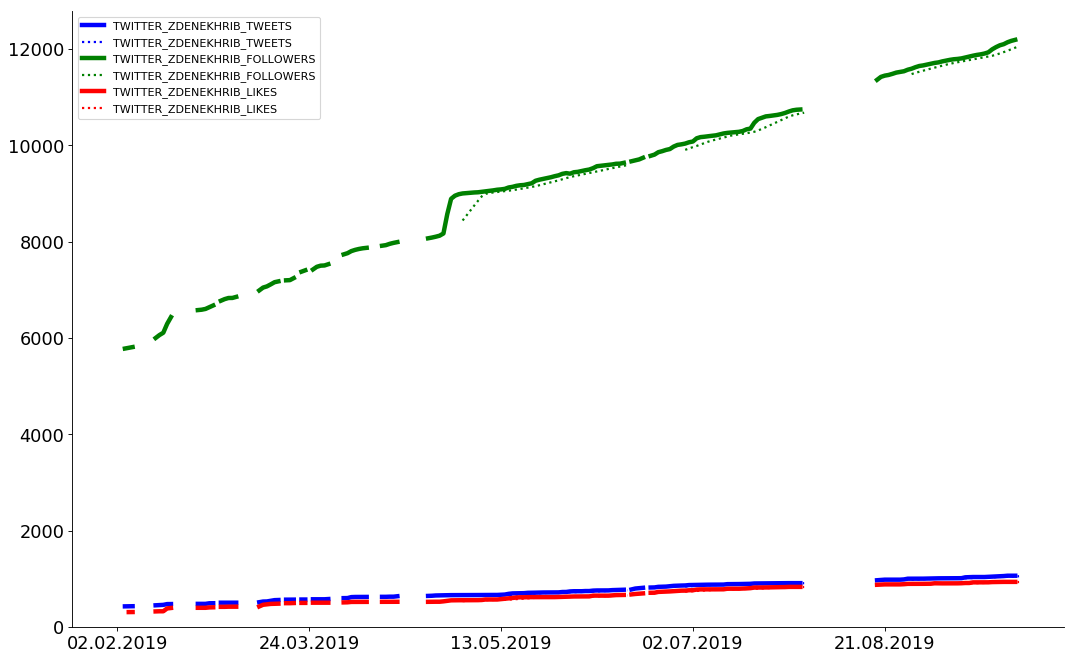 TWITTER_ZDENEKHRIB_TWEETS
TWITTER_ZDENEKHRIB_TWEETS
TWITTER_ZDENEKHRIB_FOLLOWERS
TWITTER_ZDENEKHRIB_FOLLOWERS
TWITTER_ZDENEKHRIB_LIKES
TWITTER_ZDENEKHRIB_LIKES
12000
10000
8000
6000
4000
2000
0
02.02.2019 24.03.2019 13.05.2019 02.07.2019 21.08.2019